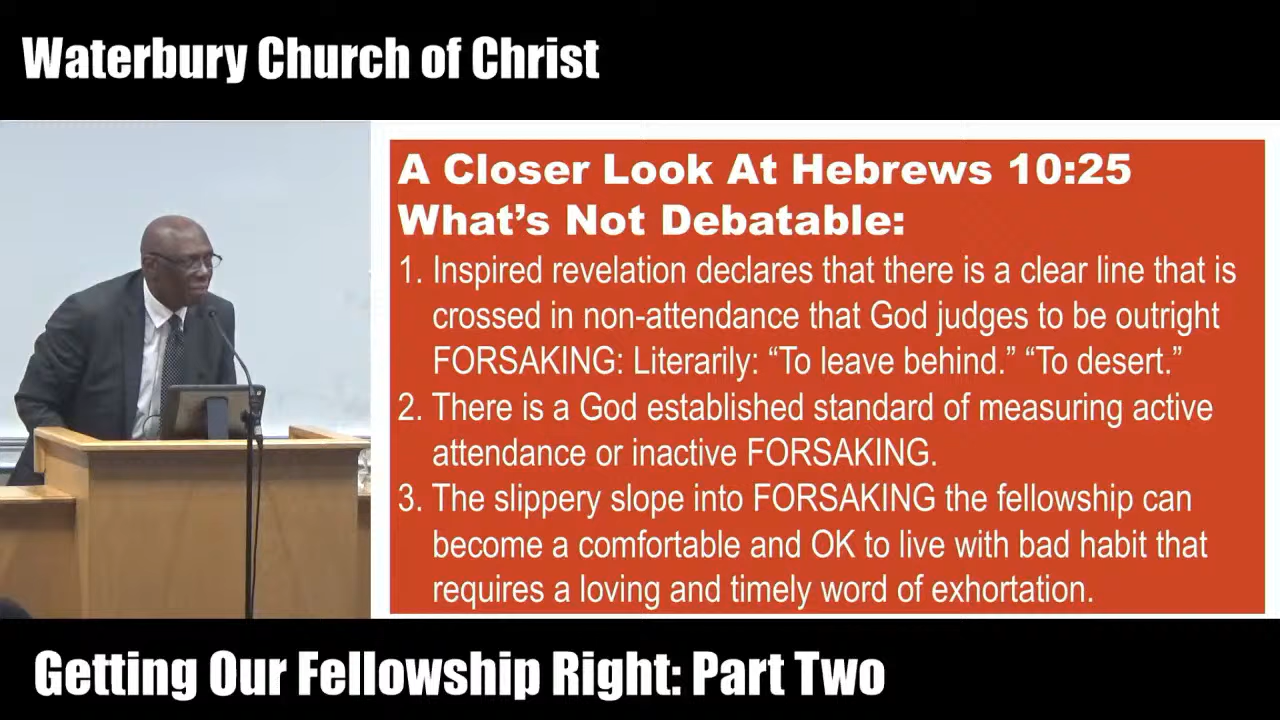 Waterbury Church of Christ
A Closer Look At Hebrews 10:25
What's Not Debatable:
1. Inspired revelation declares that there is a clear line that is
crossed in non-attendance that God judges to be outright
FORSAKING: Literarily: “To leave behind.” “To desert.”
2. There is a God established standard of measuring active
attendance or inactive FORSAKING.
3. The slippery slope into FORSAKING the fellowship can
become a comfortable and OK to live with bad habit that
requires a loving and timely word of exhortation.
Getting Our Fellowship Right: Part Two